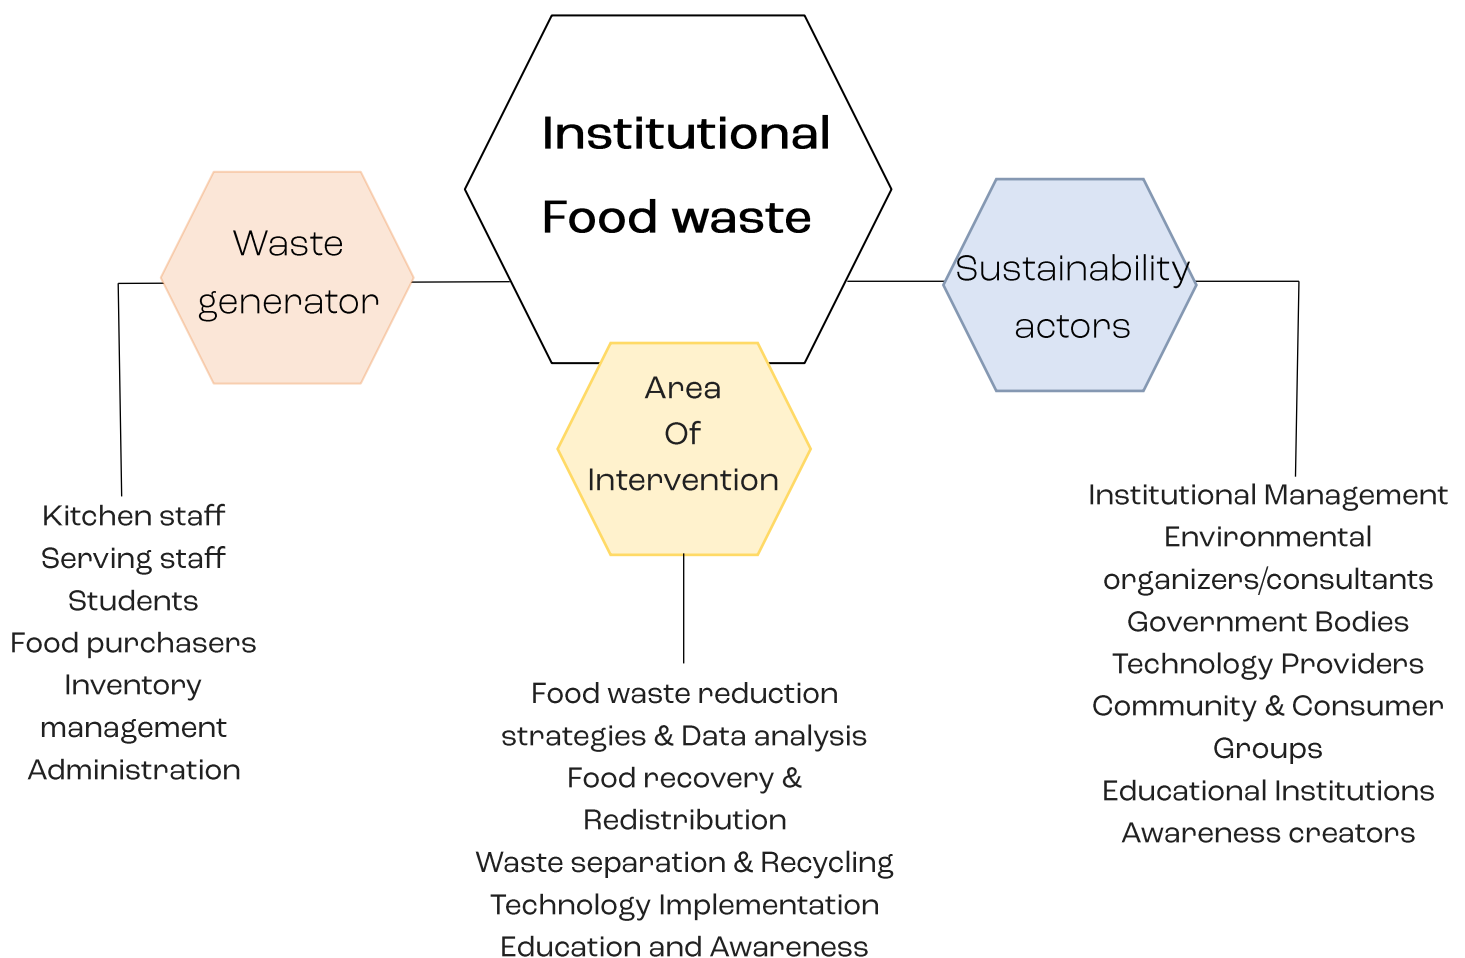 Institutional
Food waste
Waste
generator
Sustainability
actors
Area
Of
Intervention
Kitchen staff
Serving staff
Students
Food purchasers
Inventory
management
Administration
Food waste reduction
strategies & Data analysis
Food recovery &
Redistribution
Waste separation & Recycling
Technology Implementation
Education and Awareness
Institutional Management
Environmental
organizers/consultants
Government Bodies
Technology Providers
Community & Consumer
Groups
Educational Institutions
Awareness creators